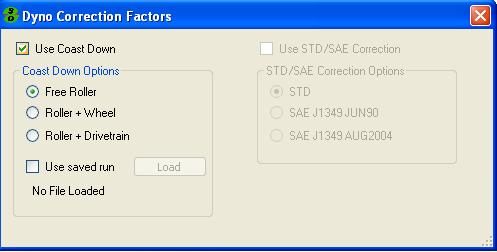 Dyno Correction Factors
Use Coast Down
Use STD/SAE Correction
Coast Down Options
Free Roller
Roller + Wheel
Roller + Drivetrain
Use saved run
Load
No File Loaded
STD/SAE Correction Options
STD
SAE J1349 JUN90
SAE J1349 AUG2004